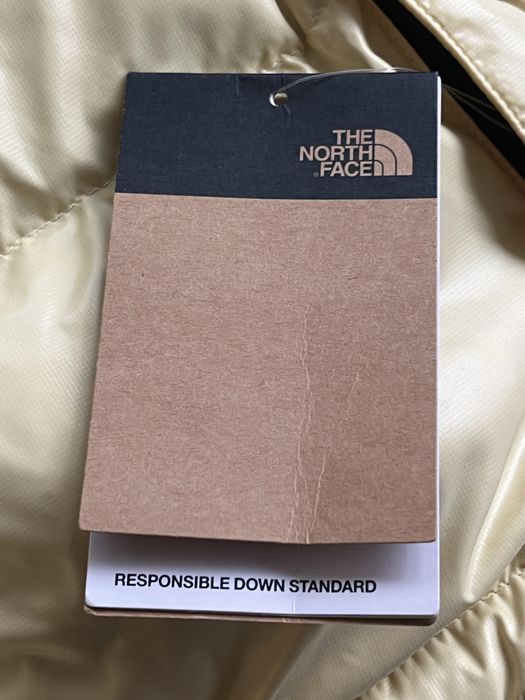 THE
NORTH
FACE
RESPONSIBLE DOWN STANDARD